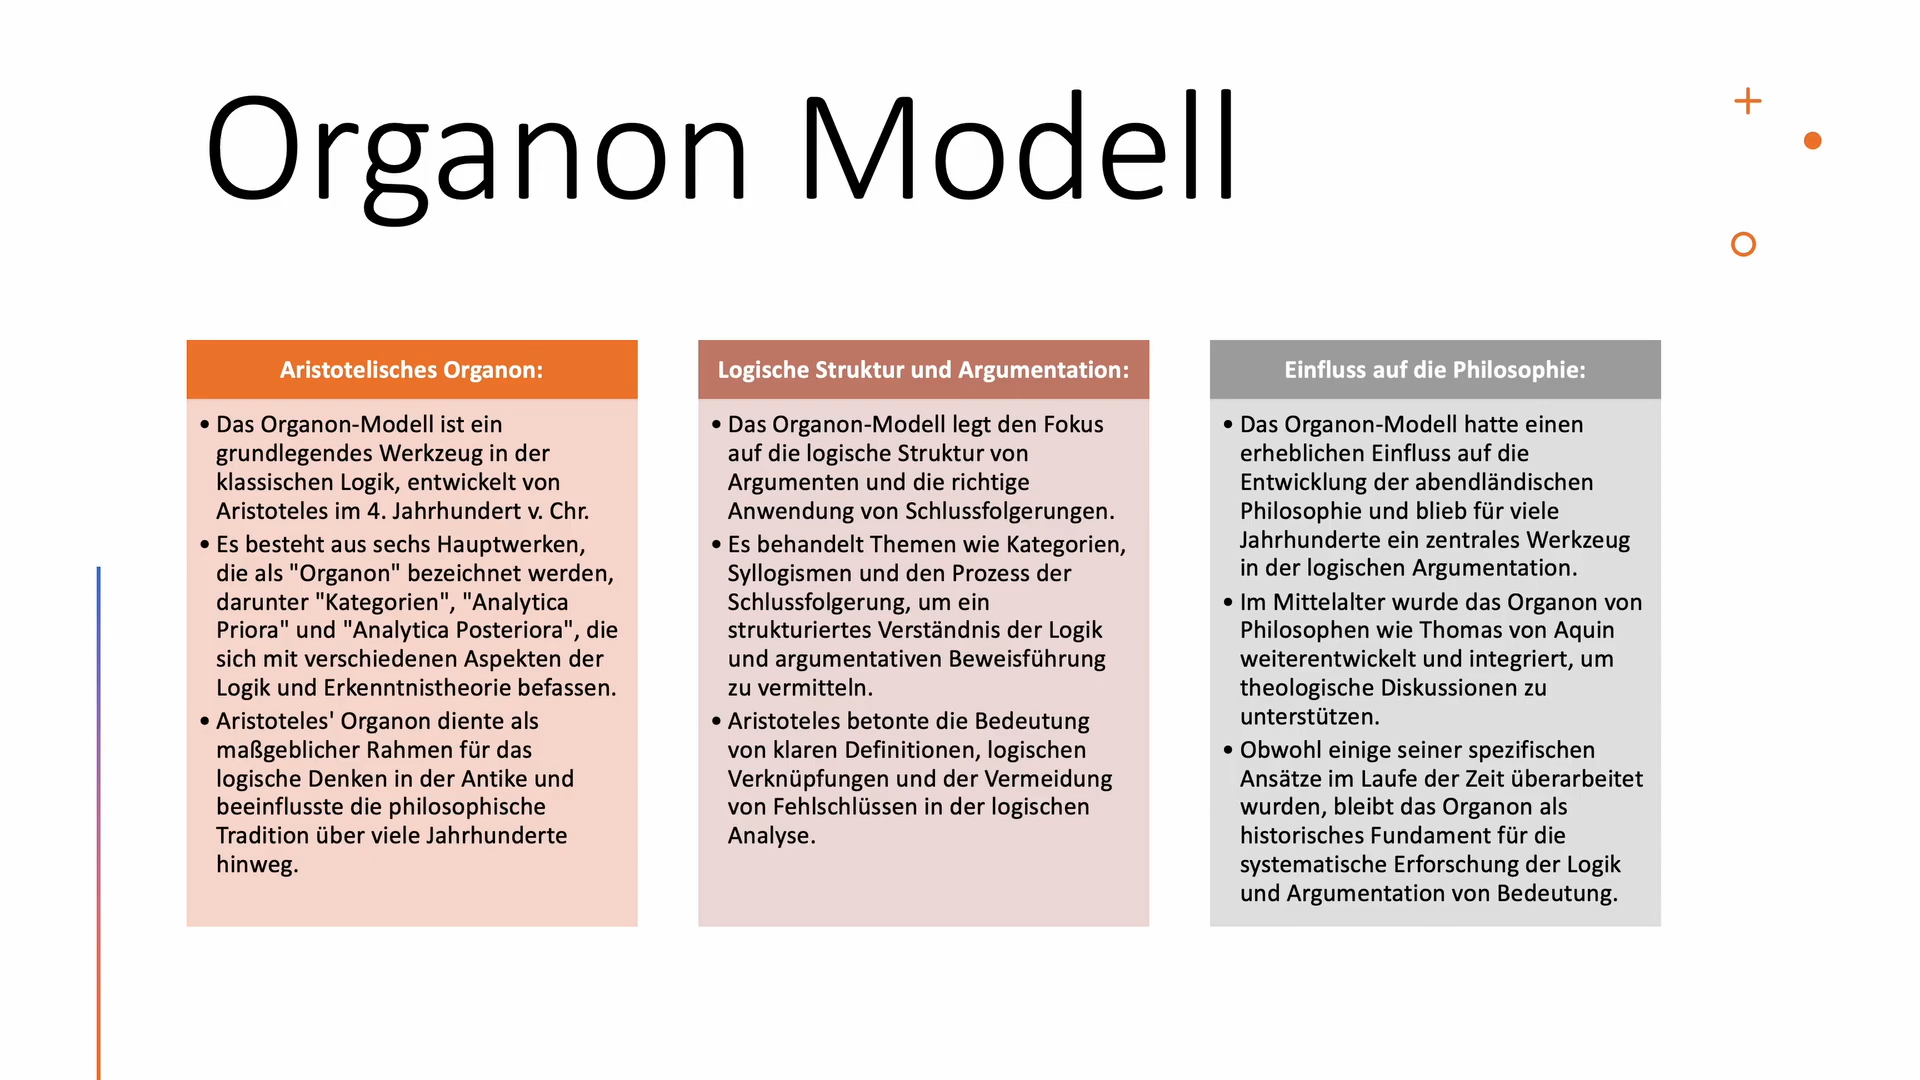 Organon Modell
Aristotelisches Organon:
• Das Organon-Modell ist ein
grundlegendes Werkzeug in der
klassischen Logik, entwickelt von
Aristoteles im 4. Jahrhundert v. Chr.
• Es besteht aus sechs Hauptwerken,
die als "Organon" bezeichnet werden,
darunter "Kategorien", "Analytica
Priora" und "Analytica Posteriora", die
sich mit verschiedenen Aspekten der
Logik und Erkenntnistheorie befassen.
• Aristoteles' Organon diente als
maßgeblicher Rahmen für das
logische Denken in der Antike und
beeinflusste die philosophische
Tradition über viele Jahrhunderte
hinweg.
Logische Struktur und Argumentation:
• Das Organon-Modell legt den Fokus
auf die logische Struktur von
Argumenten und die richtige
Anwendung von Schlussfolgerungen.
• Es behandelt Themen wie Kategorien,
Syllogismen und den Prozess der
Schlussfolgerung, um ein
strukturiertes Verständnis der Logik
und argumentativen Beweisführung
zu vermitteln.
• Aristoteles betonte die Bedeutung
von klaren Definitionen, logischen
Verknüpfungen und der Vermeidung
von Fehlschlüssen in der logischen
Analyse.
Einfluss auf die Philosophie:
• Das Organon-Modell hatte einen
erheblichen Einfluss auf die
Entwicklung der abendländischen
Philosophie und blieb für viele
Jahrhunderte ein zentrales Werkzeug
in der logischen Argumentation.
• Im Mittelalter wurde das Organon von
Philosophen wie Thomas von Aquin
weiterentwickelt und integriert, um
theologische Diskussionen zu
unterstützen.
• Obwohl einige seiner spezifischen
Ansätze im Laufe der Zeit überarbeitet
wurden, bleibt das Organon als
historisches Fundament für die
systematische Erforschung der Logik
und Argumentation von Bedeutung.